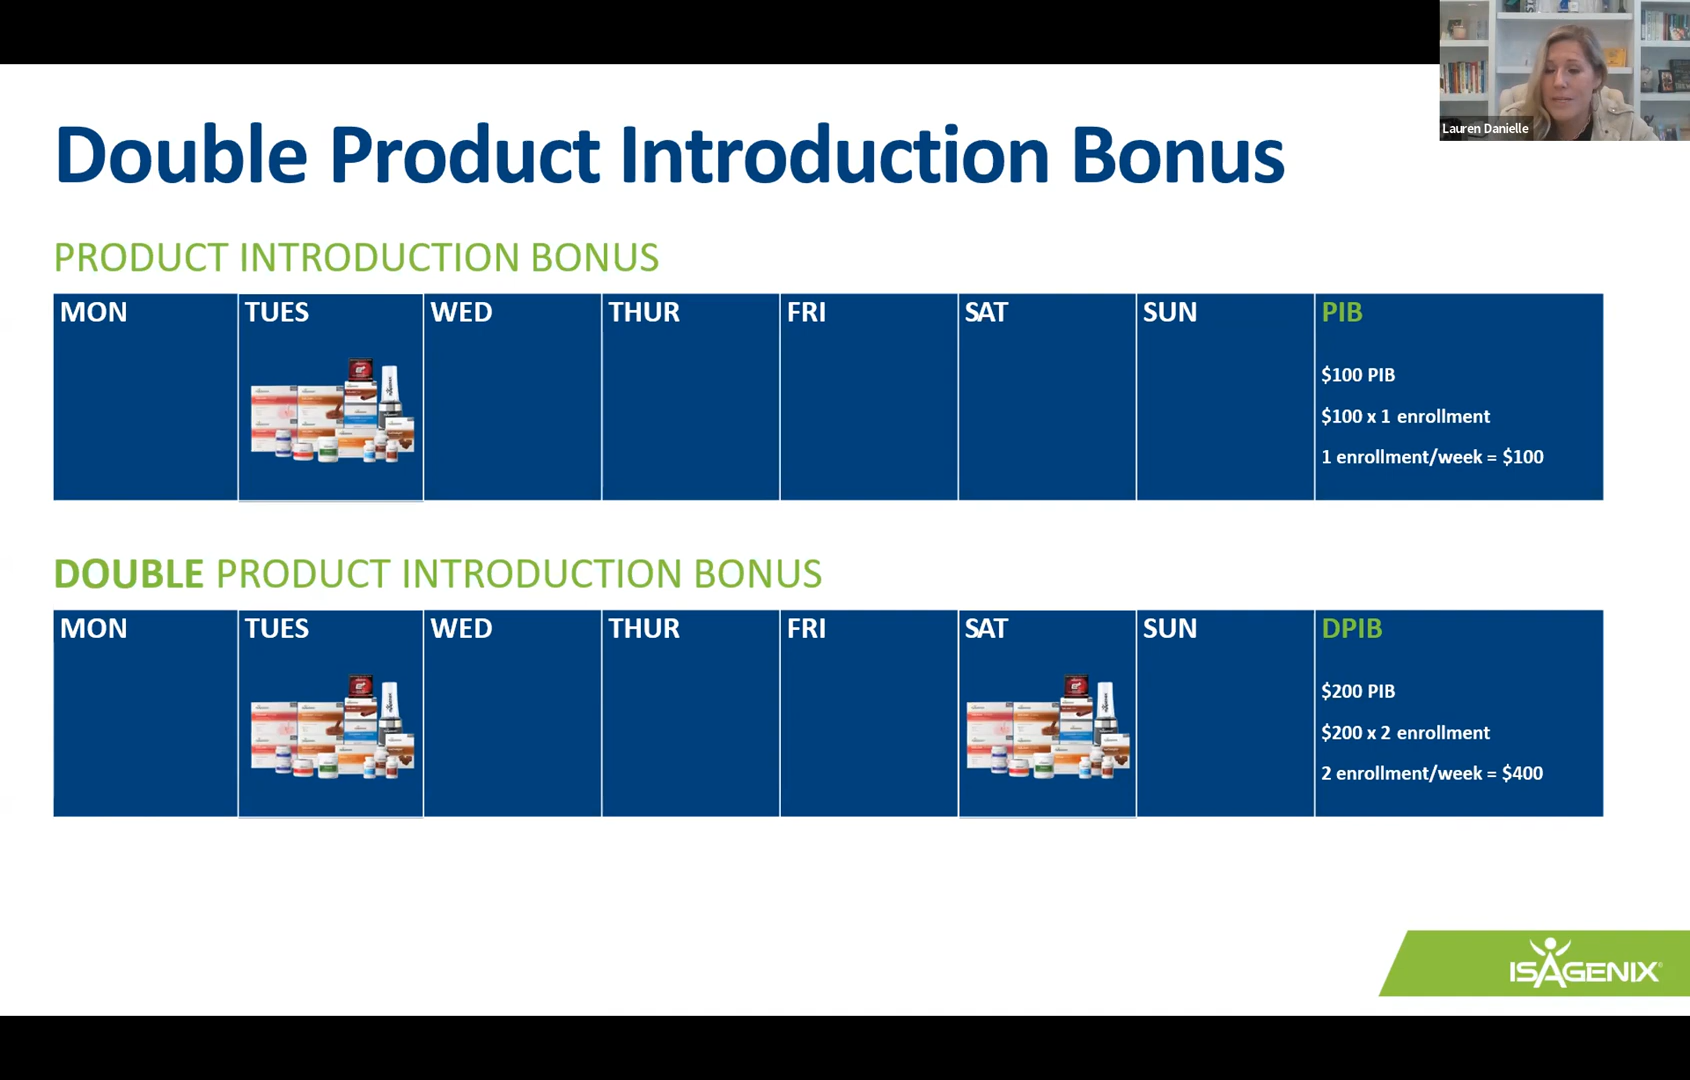 Lauren Danielle
Double Product Introduction Bonus
PRODUCT INTRODUCTION BONUS
MON TUES WED THUR FRI SAT SUN PIB
$100 PIB
$100 x 1 enrollment
1 enrollment/week = $100
DOUBLE PRODUCT INTRODUCTION BONUS
MON TUES WED THUR FRI SAT SUN DPIB
$200 PIB
$200 x 2 enrollment
2 enrollment/week = $400
ISAGENIX